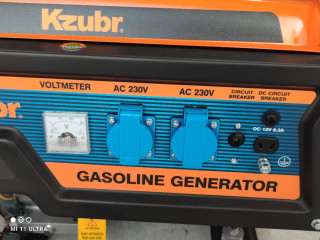 Kzubr
VOLTMETER
AC 230V
AC 230V
CIRCUIT BREAKER
DC CIRCUIT BREAKER
ubr
V
DC 12V 8.3A
GASOLINE GENERATOR
MI 11 ULTRA